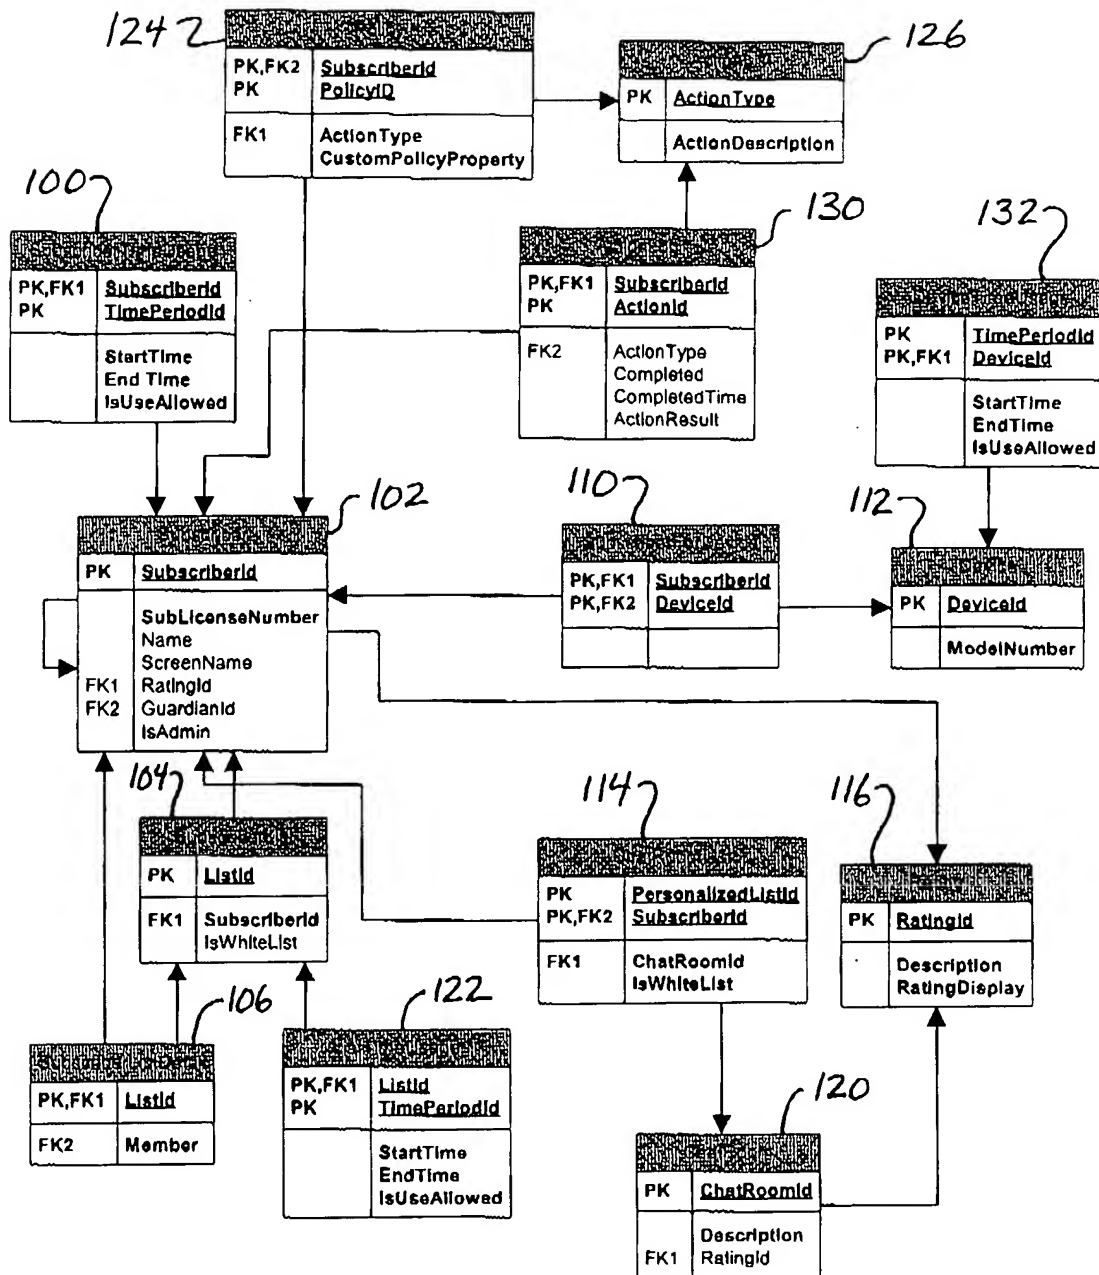 124
PK,FK2 SubscriberId
PK PolicyID
FK1 ActionType
CustomPolicyProperty
126
PK ActionType
ActionDescription
100
PK,FK1 SubscriberId
PK TimePeriodId
StartTime
End Time
IsUseAllowed
130
PK,FK1 SubscriberId
PK ActionId
FK2 ActionType
Completed
CompletedTime
ActionResult
132
PK TimePeriodId
PK,FK1 DeviceId
StartTime
EndTime
IsUseAllowed
102
PK SubscriberId
SubLicenseNumber
Name
ScreenName
FK1 RatingId
FK2 GuardianId
IsAdmin
110
PK,FK1 SubscriberId
PK,FK2 DeviceId
112
PK DeviceId
ModelNumber
104
PK ListId
FK1 SubscriberId
IsWhiteList
114
PK PersonalizedListId
PK,FK2 SubscriberId
FK1 ChatRoomId
IsWhiteList
116
PK RatingId
Description
RatingDisplay
106
PK,FK1 ListId
FK2 Member
122
PK,FK1 ListId
PK TimePeriodId
StartTime
EndTime
IsUseAllowed
120
PK ChatRoomId
Description
FK1 RatingId